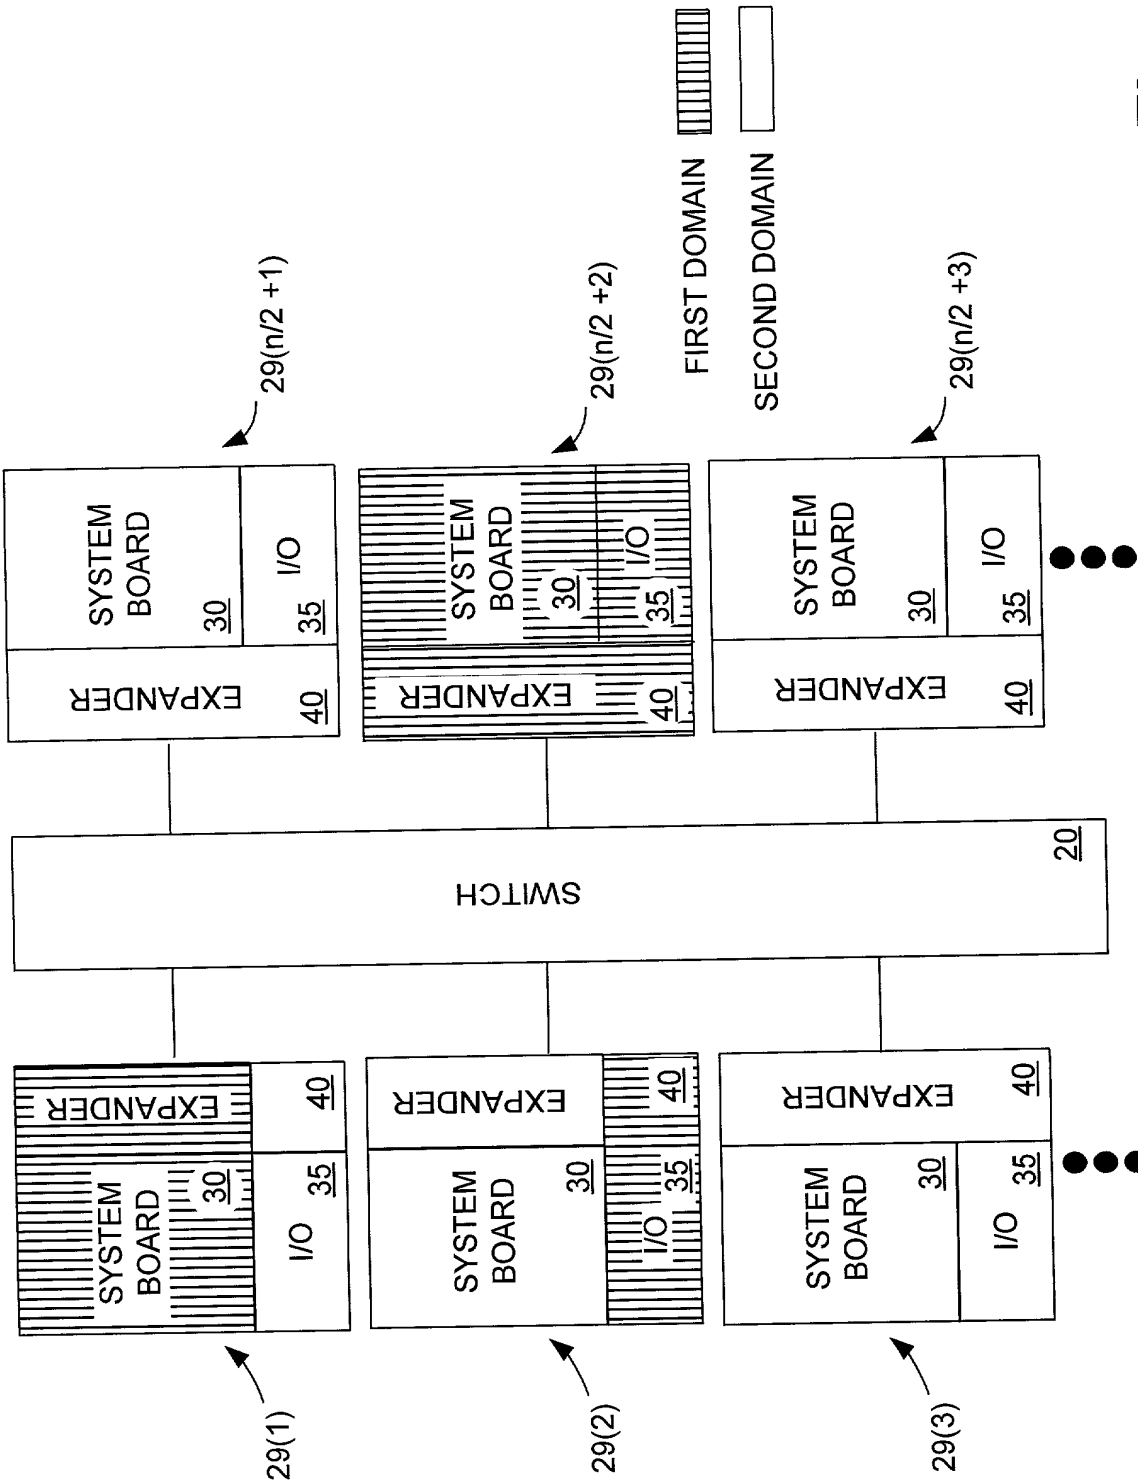 29(1)
SYSTEM
BOARD
30
EXPANDER
I/O
35
40
29(2)
SYSTEM
BOARD
30
EXPANDER
I/O
35
40
29(3)
SYSTEM
BOARD
30
EXPANDER
I/O
35
40
SWITCH
20
29(n/2 +1)
EXPANDER
40
SYSTEM
BOARD
30
I/O
35
29(n/2 +2)
EXPANDER
40
SYSTEM
BOARD
30
I/O
35
29(n/2 +3)
EXPANDER
40
SYSTEM
BOARD
30
I/O
35
FIRST DOMAIN
SECOND DOMAIN